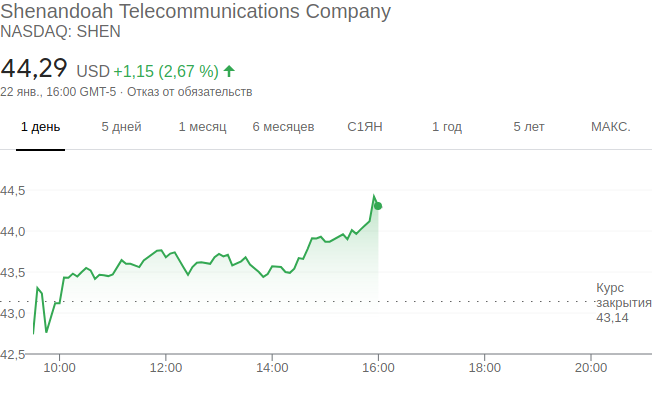 Shenandoah Telecommunications Company
NASDAQ: SHEN
44,29 USD +1,15 (2,67 %)
22 янв., 16:00 GMT-5 · Отказ от обязательств
1 день 5 дней 1 месяц 6 месяцев С1ЯН 1 год 5 лет МАКС.
44,5
44,0
43,5
43,0
42,5
Курс
закрытия
43,14
10:00 12:00 14:00 16:00 18:00 20:00